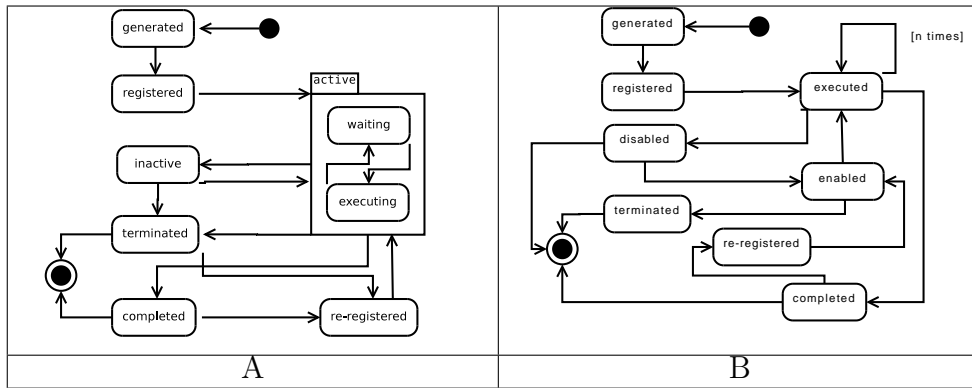 generated
registered
active
waiting
inactive
executing
terminated
completed
re-registered
A
generated
[n times]
registered
executed
disabled
enabled
terminated
re-registered
completed
B